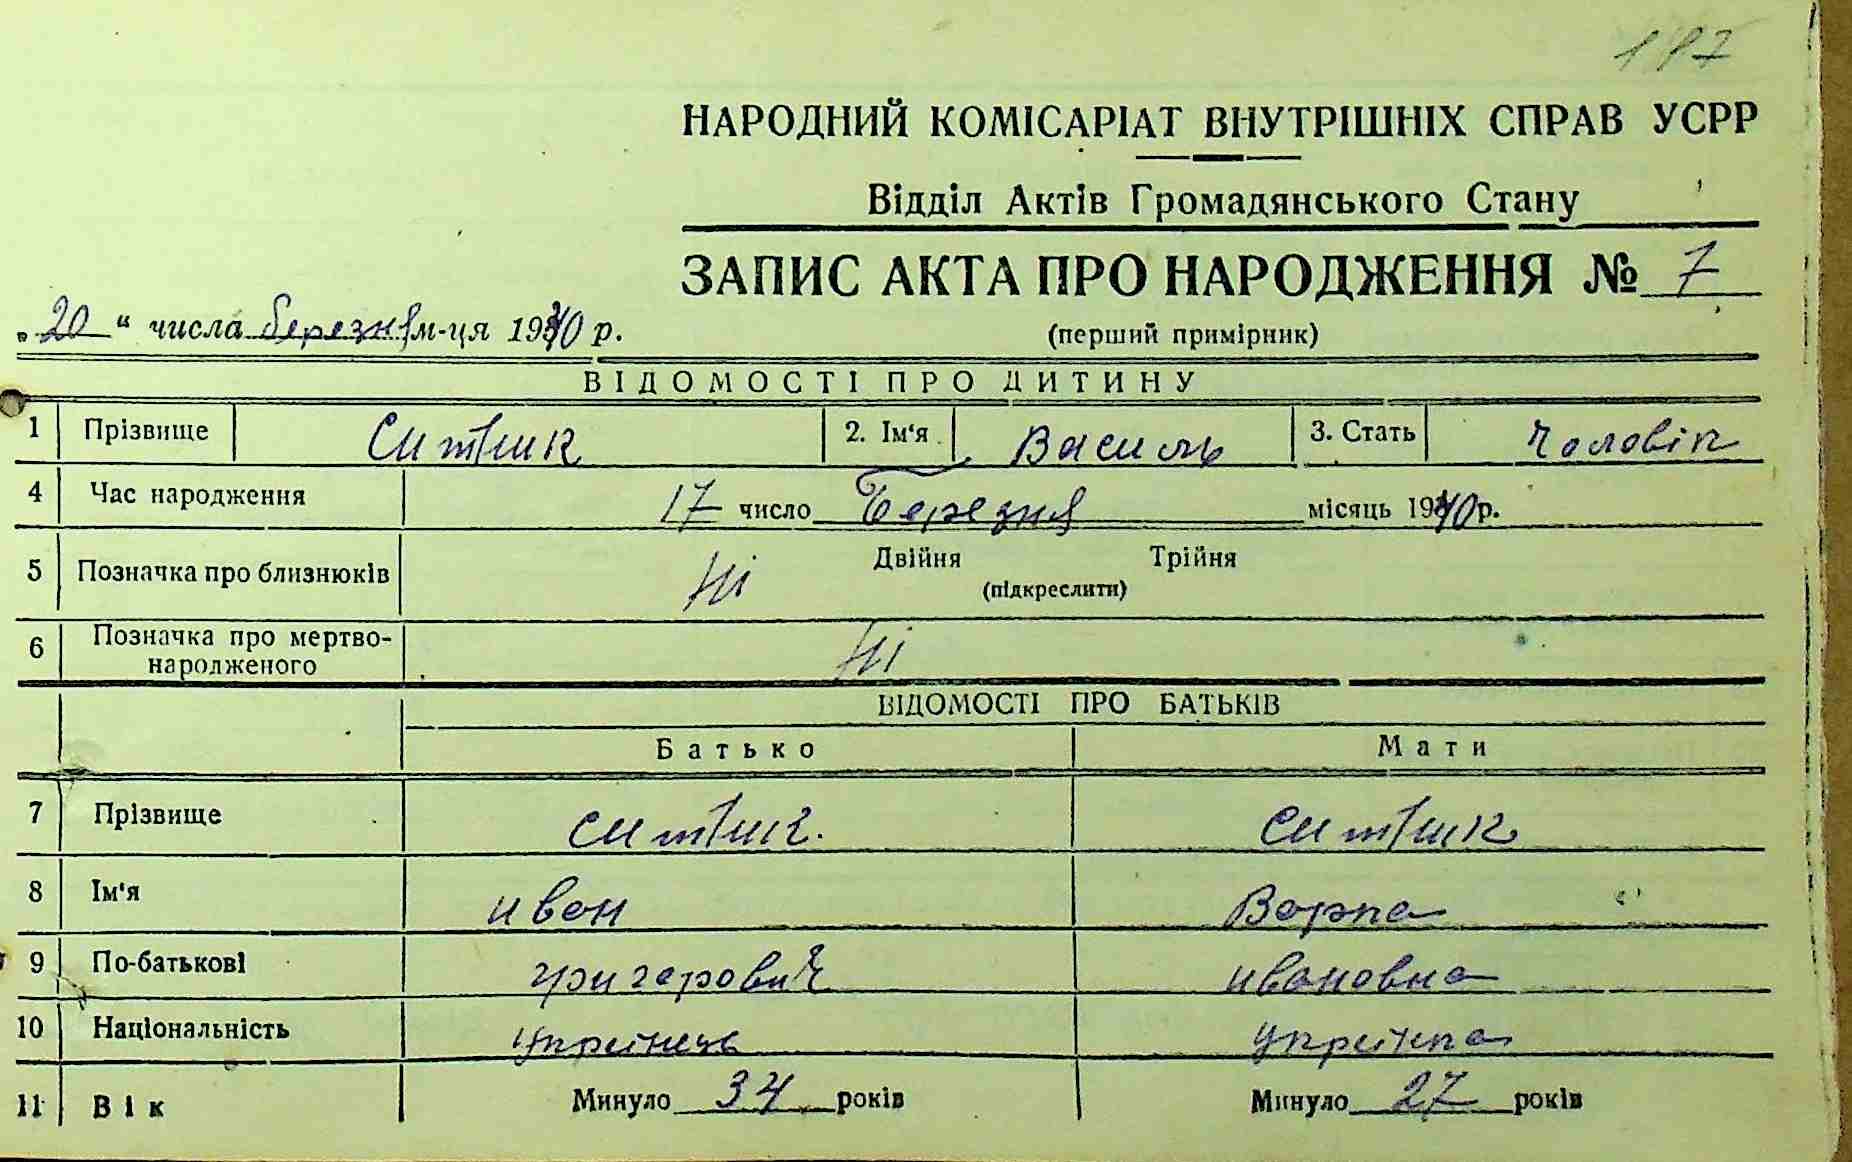 187
НАРОДНИЙ КОМІСАРІАТ ВНУТРІШНІХ СПРАВ УСРР
Відділ Актів Громадянського Стану
ЗАПИС АКТА ПРО НАРОДЖЕННЯ № 7
„20“ числа березня м-ця 1940 р.
(перший примірник)
ВІДОМОСТІ ПРО ДИТИНУ
1 Прізвище Ситник 2. Ім'я Василь 3. Стать Чоловік
4 Час народження 17 число Березня місяць 1940 р.
5 Позначка про близнюків Ні Двійня Трійня
(підкреслити)
6 Позначка про мертво-
народженого Ні
ВІДОМОСТІ ПРО БАТЬКІВ
Батько Мати
7 Прізвище Ситник. Ситник
8 Ім'я иван Варка
9 По-батькові григорович ивановна
10 Національність українець українка
11 Вік Минуло 34 років Минуло 27 років